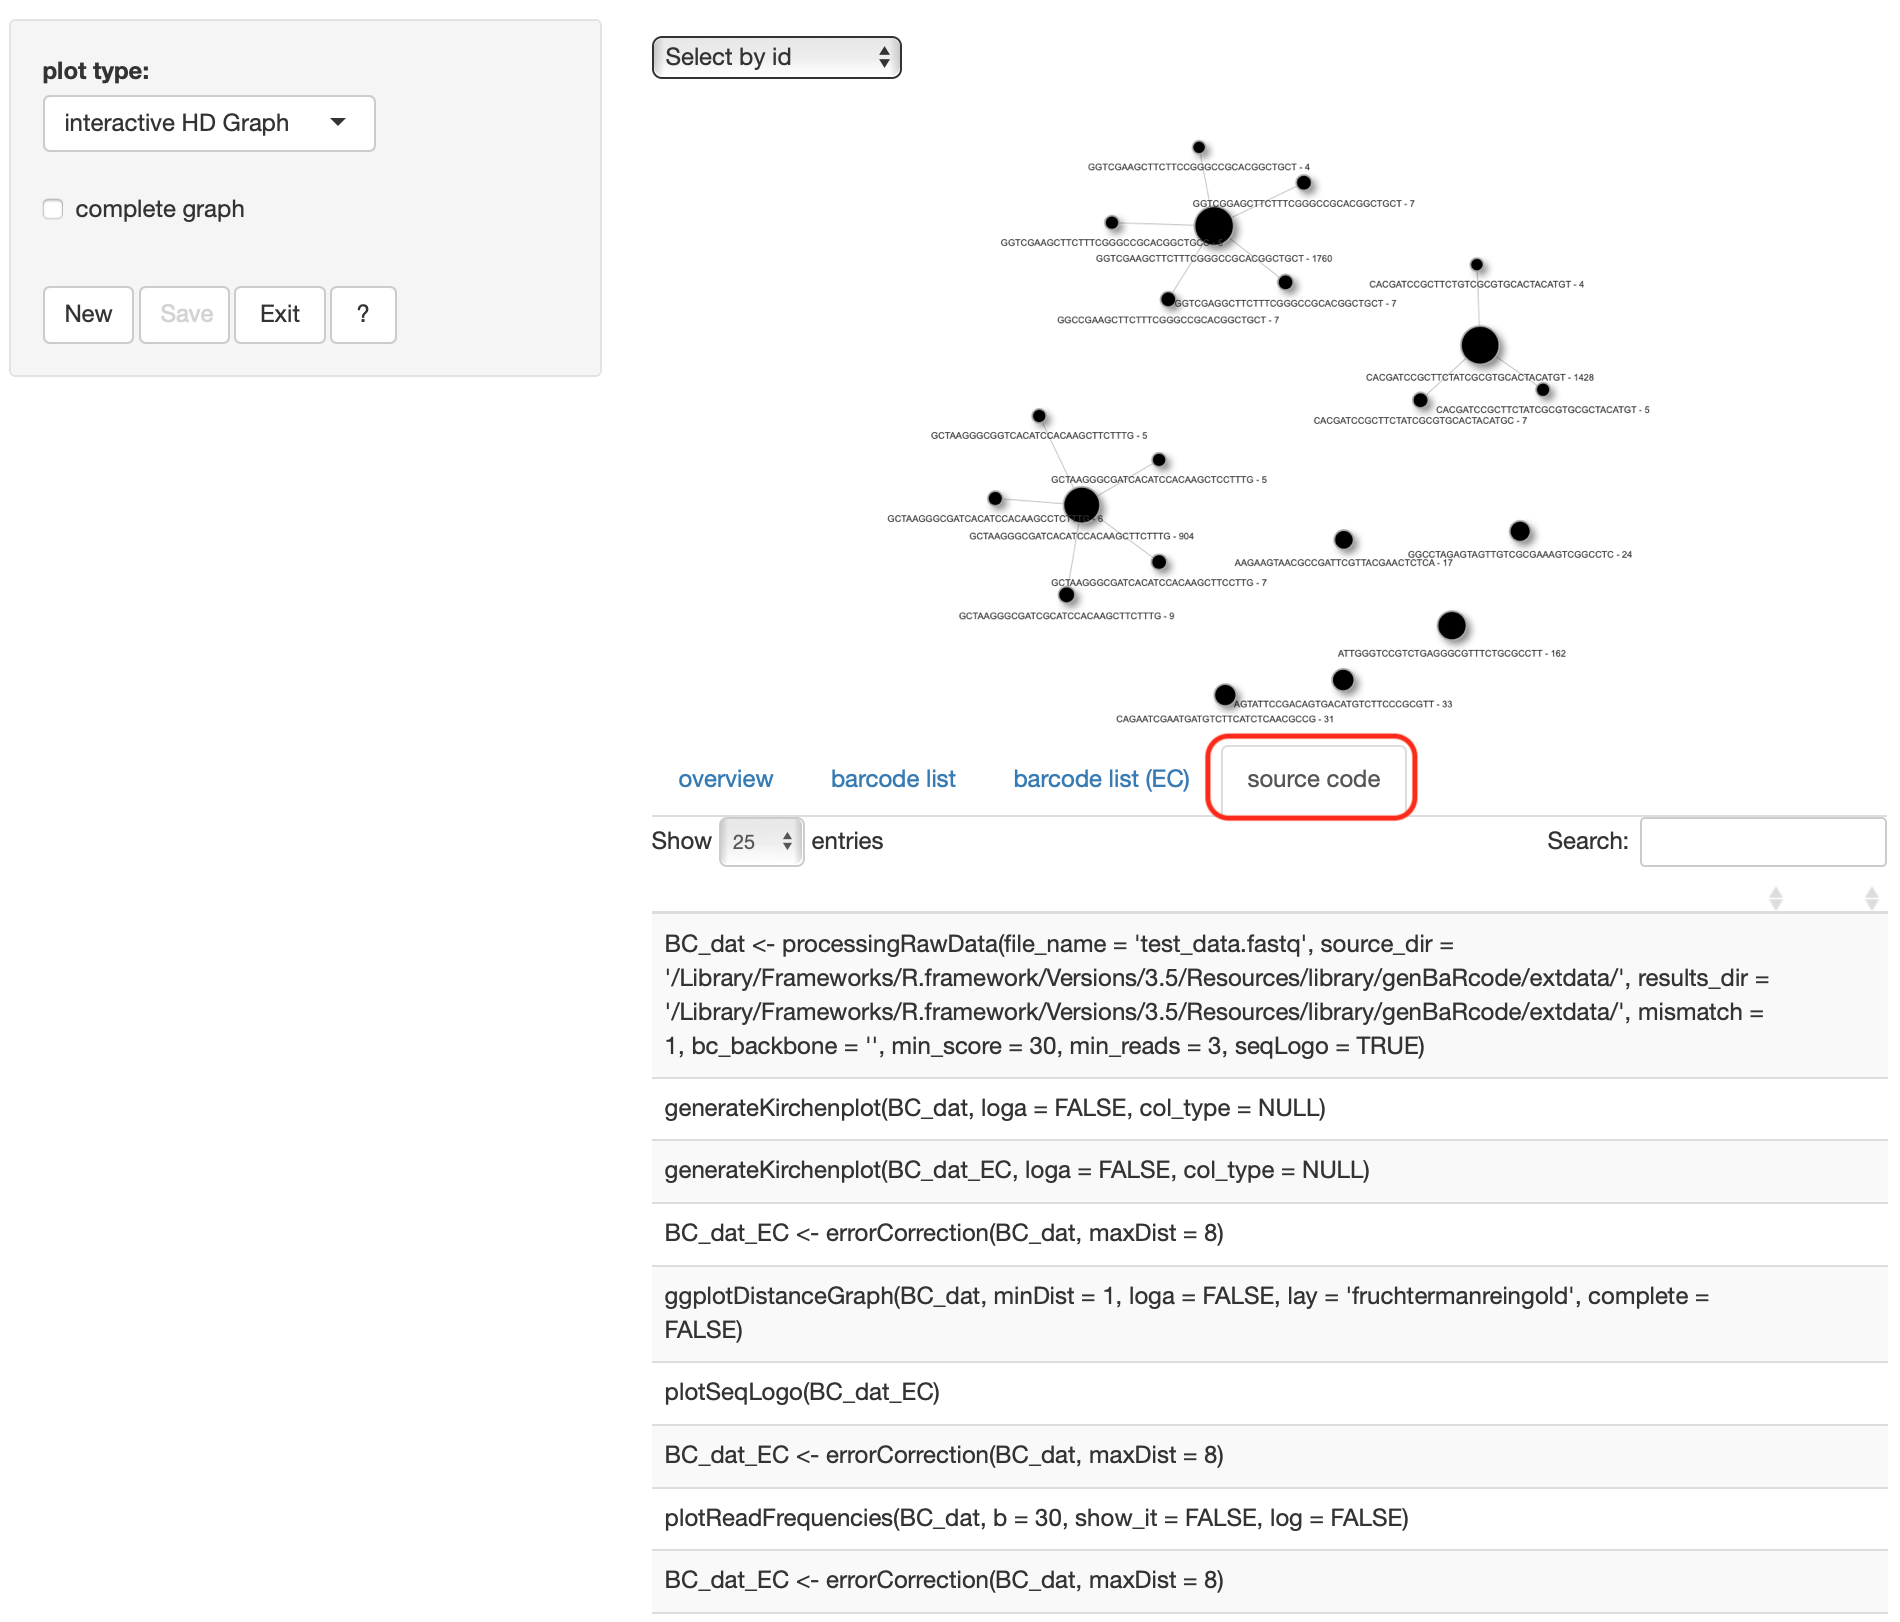 plot type:
interactive HD Graph
complete graph
New
Save
Exit
?
Select by id
GGTCGAAGCTTCTTCCGGGCCGCACGGCTGCT - 4
GGTCGGAGCTTCTTTCGGGCCGCACGGCTGCT - 7
GGTCGAAGCTTCTTTCGGGCCGCACGGCTGCC
GGTCGAAGCTTCTTTCGGGCCGCACGGCTGCT - 1760
GGTCGAGGCTTCTTTCGGGCCGCACGGCTGCT - 7
GGCCGAAGCTTCTTTCGGGCCGCACGGCTGCT - 7
CACGATCCGCTTCTGTCGCGTGCACTACATGT - 4
CACGATCCGCTTCTATCGCGTGCACTACATGT - 1428
CACGATCCGCTTCTATCGCGTGCGCTACATGT - 5
CACGATCCGCTTCTATCGCGTGCACTACATGC - 7
GCTAAGGGCGGTCACATCCACAAGCTTCTTTG - 5
GCTAAGGGCGATCACATCCACAAGCTCCTTTG - 5
GCTAAGGGCGATCACATCCACAAGCCTCTTTG - 6
GCTAAGGGCGATCACATCCACAAGCTTCTTTG - 904
GCTAAGGGCGATCACATCCACAAGCTTCCTTG - 7
GCTAAGGGCGATCGCATCCACAAGCTTCTTTG - 9
GGCCTAGAGTAGTTGTCGCGAAAGTCGGCCTC - 24
AAGAAGTAACGCCGATTCGTTACGAACTCTCA - 17
ATTGGGTCCGTCTGAGGGCGTTTCTGCGCCTT - 162
AGTATTCCGACAGTGACATGTCTTCCCGCGTT - 33
CAGAATCGAATGATGTCTTCATCTCAACGCCG - 31
overview
barcode list
barcode list (EC)
source code
Show 25 entries
Search:
BC_dat <- processingRawData(file_name = 'test_data.fastq', source_dir =
'/Library/Frameworks/R.framework/Versions/3.5/Resources/library/genBaRcode/extdata/', results_dir =
'/Library/Frameworks/R.framework/Versions/3.5/Resources/library/genBaRcode/extdata/', mismatch =
1, bc_backbone = '', min_score = 30, min_reads = 3, seqLogo = TRUE)
generateKirchenplot(BC_dat, loga = FALSE, col_type = NULL)
generateKirchenplot(BC_dat_EC, loga = FALSE, col_type = NULL)
BC_dat_EC <- errorCorrection(BC_dat, maxDist = 8)
ggplotDistanceGraph(BC_dat, minDist = 1, loga = FALSE, lay = 'fruchtermanreingold', complete =
FALSE)
plotSeqLogo(BC_dat_EC)
BC_dat_EC <- errorCorrection(BC_dat, maxDist = 8)
plotReadFrequencies(BC_dat, b = 30, show_it = FALSE, log = FALSE)
BC_dat_EC <- errorCorrection(BC_dat, maxDist = 8)